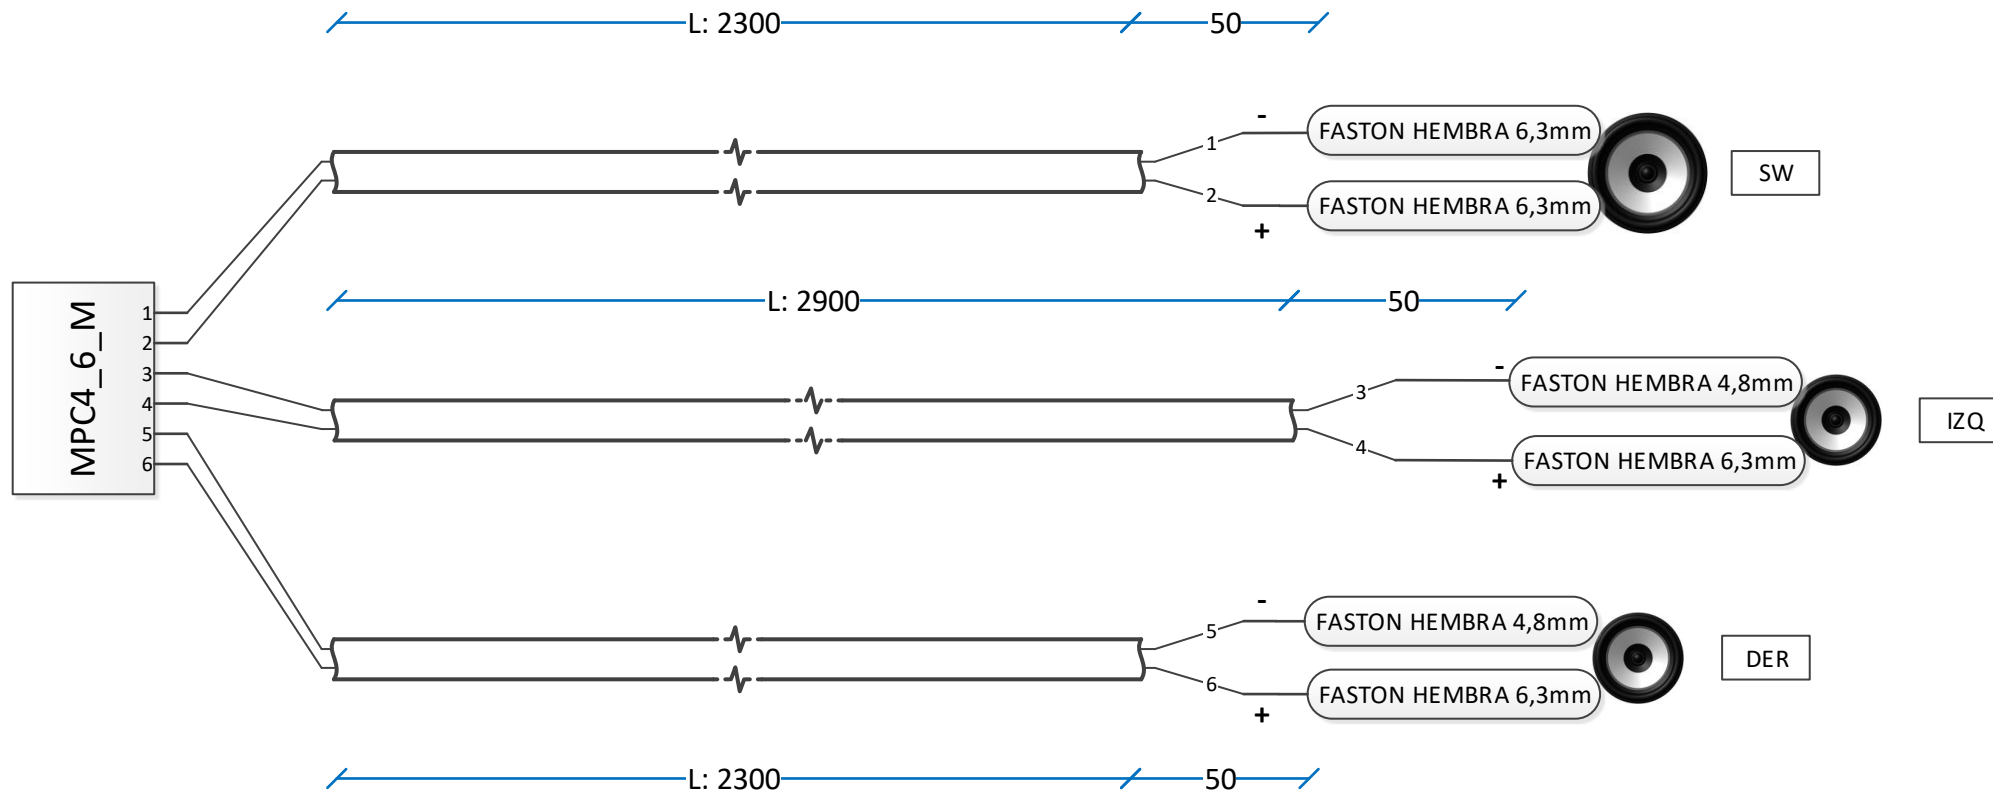 L: 2300
50
-
1
FASTON HEMBRA 6,3mm
SW
2
FASTON HEMBRA 6,3mm
+
L: 2900
50
MPC4_6_M
1
2
3
4
5
6
-
3
FASTON HEMBRA 4,8mm
IZQ
4
FASTON HEMBRA 6,3mm
+
-
5
FASTON HEMBRA 4,8mm
DER
6
FASTON HEMBRA 6,3mm
+
L: 2300
50